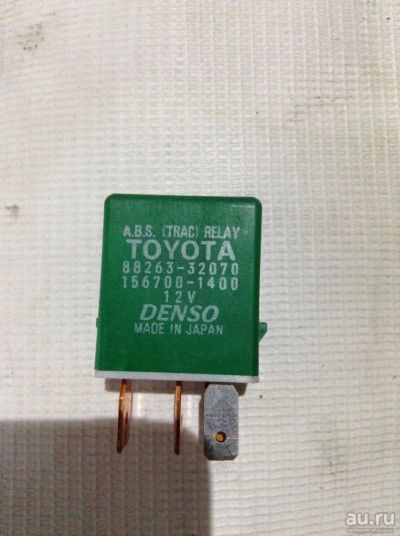 A.B.S. (TRAC) RELAY
TOYOTA
88263-32070
156700-1400
12V
DENSO
MADE IN JAPAN
au.ru